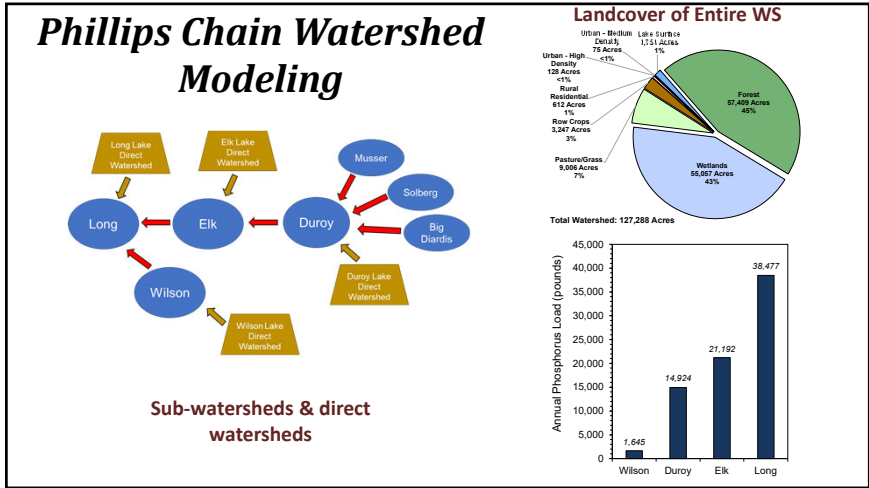 Phillips Chain Watershed
Modeling
Long Lake
Direct
Watershed
Elk Lake
Direct
Watershed
Musser
Solberg
Big
Diardis
Long
Elk
Duroy
Wilson
Duroy Lake
Direct
Watershed
Wilson Lake
Direct
Watershed
Sub-watersheds & direct
watersheds
Landcover of Entire WS
Urban - Medium
Density
75 Acres
<1%
Lake Surface
Acres
1%
Urban - High
Density
128 Acres
<1%
Rural
Residential
612 Acres
1%
Row Crops
3,247 Acres
3%
Pasture/Grass
9,006 Acres
7%
Forest
57,409 Acres
45%
Wetlands
55,057 Acres
43%
Total Watershed: 127,288 Acres
Annual Phosphorus Load (pounds)
45,000
40,000
35,000
30,000
25,000
20,000
15,000
10,000
5,000
0
1,645
14,924
21,192
38,477
Wilson
Duroy
Elk
Long